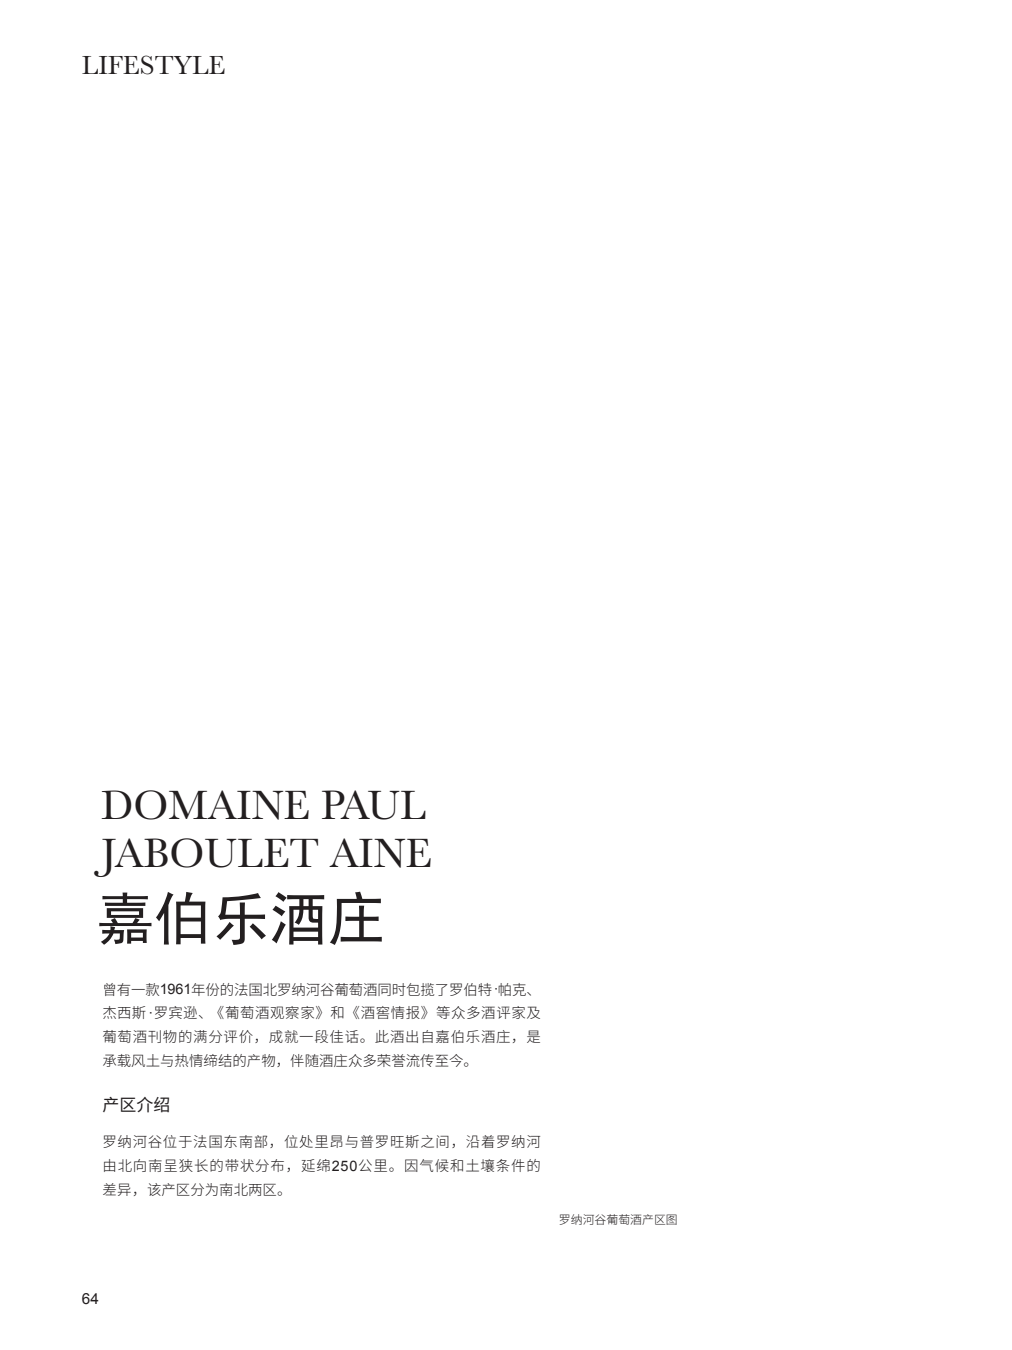 LIFESTYLE
DOMAINE PAUL
JABOULET AINE
嘉伯乐酒庄
曾有一款1961年份的法国北罗纳河谷葡萄酒同时包揽了罗伯特·帕克、
杰西斯·罗宾逊、《葡萄酒观察家》和《酒窖情报》等众多酒评家及
葡萄酒刊物的满分评价，成就一段佳话。此酒出自嘉伯乐酒庄，是
承载风土与热情缔结的产物，伴随酒庄众多荣誉流传至今。
产区介绍
罗纳河谷位于法国东南部，位处里昂与普罗旺斯之间，沿着罗纳河
由北向南呈狭长的带状分布，延绵250公里。因气候和土壤条件的
差异，该产区分为南北两区。
罗纳河谷葡萄酒产区图
64